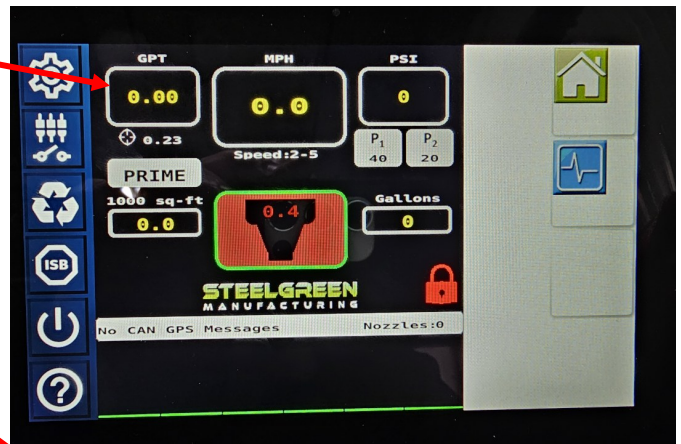 GPT
MPH
PSI
0.00
0.0
0
0.23
Speed:2-5
P1
40
P2
20
PRIME
1000 sq-ft
0.0
0.4
Gallons
0
ISB
STEELGREEN
MANUFACTURING
No CAN GPS Messages
Nozzles:0
?